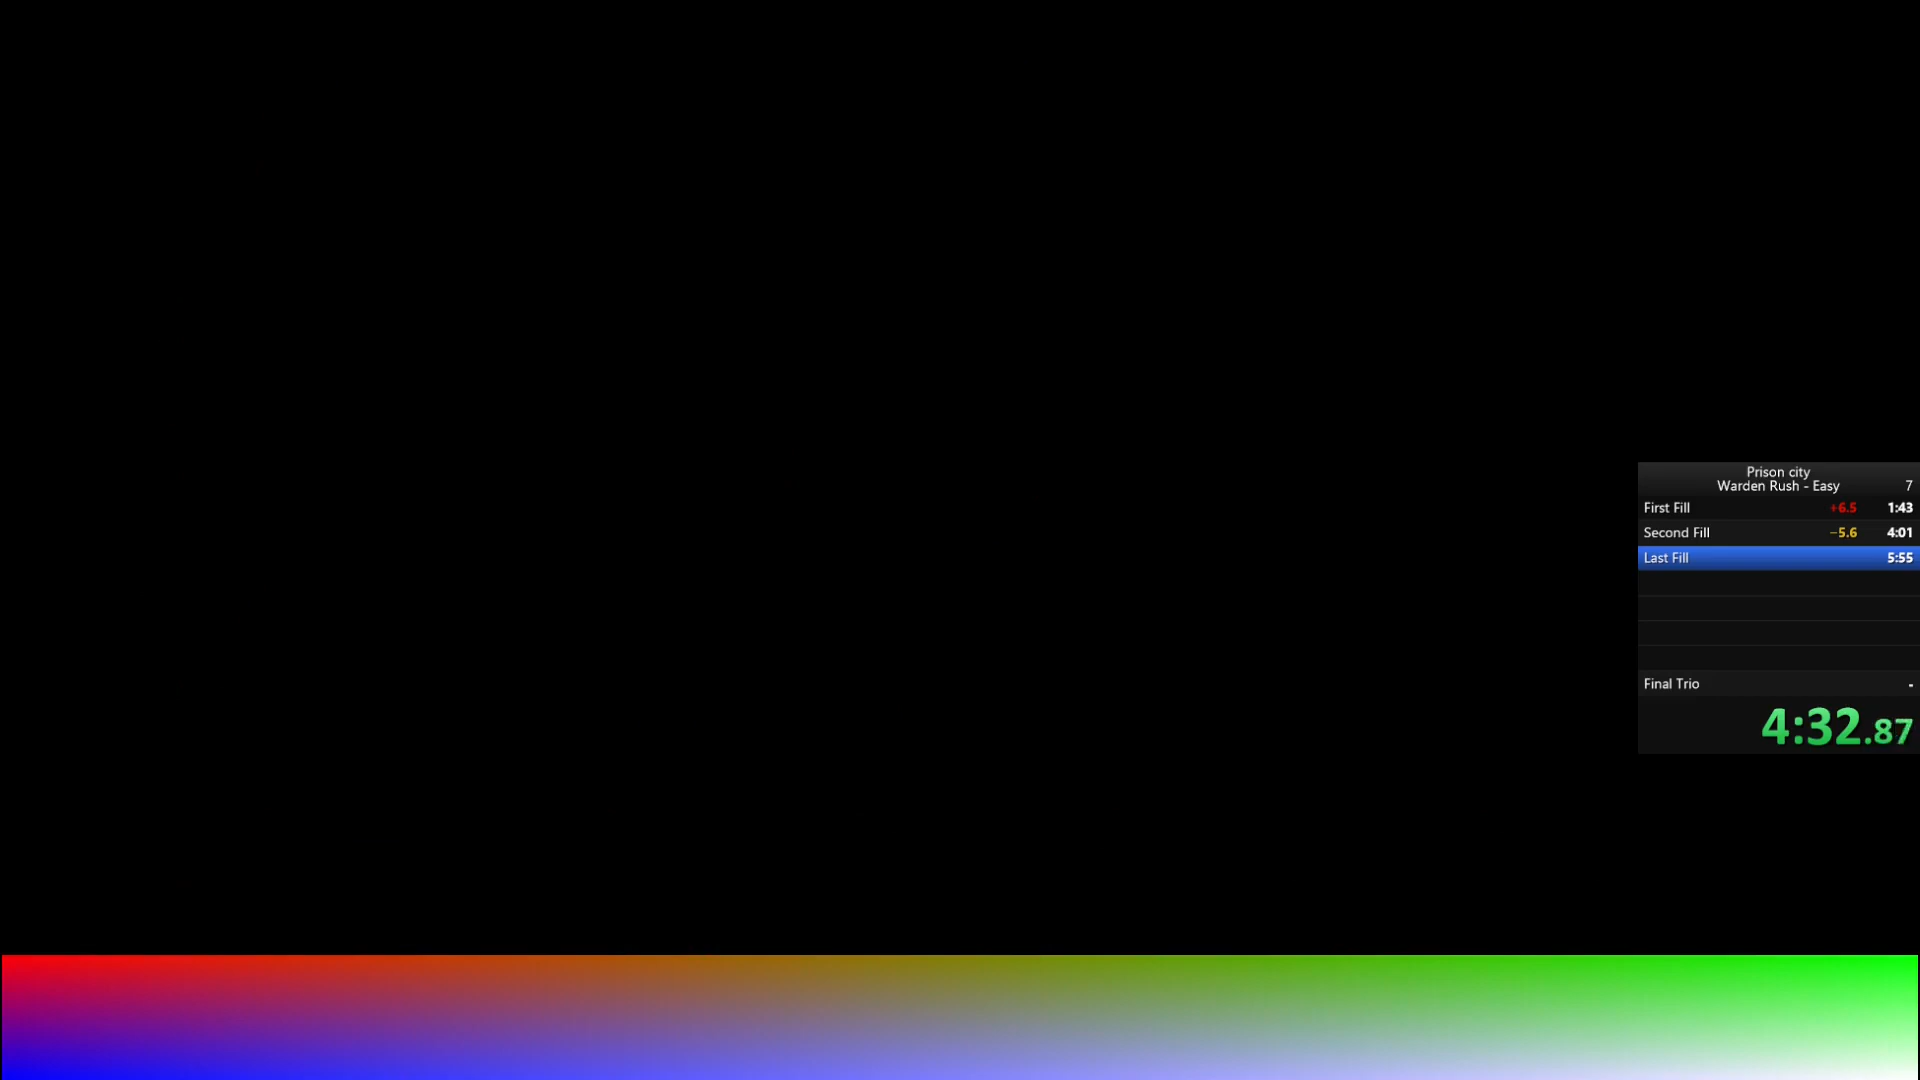 Prison city
Warden Rush - Easy 7
First Fill +6.5 1:43
Second Fill −5.6 4:01
Last Fill 5:55
Final Trio -
4:32.87